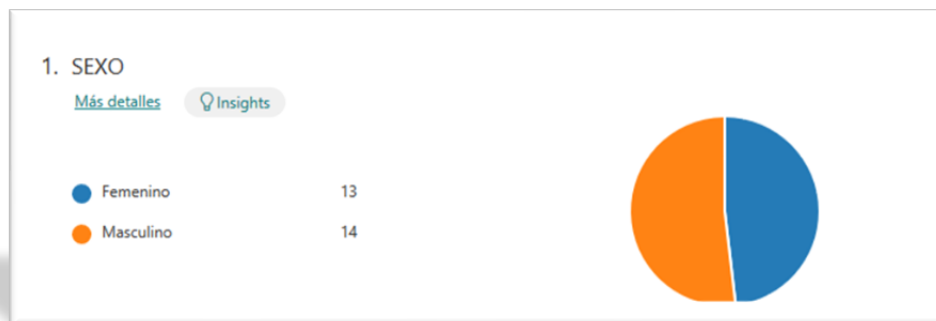 1. SEXO
Más detalles
Insights
Femenino 13
Masculino 14